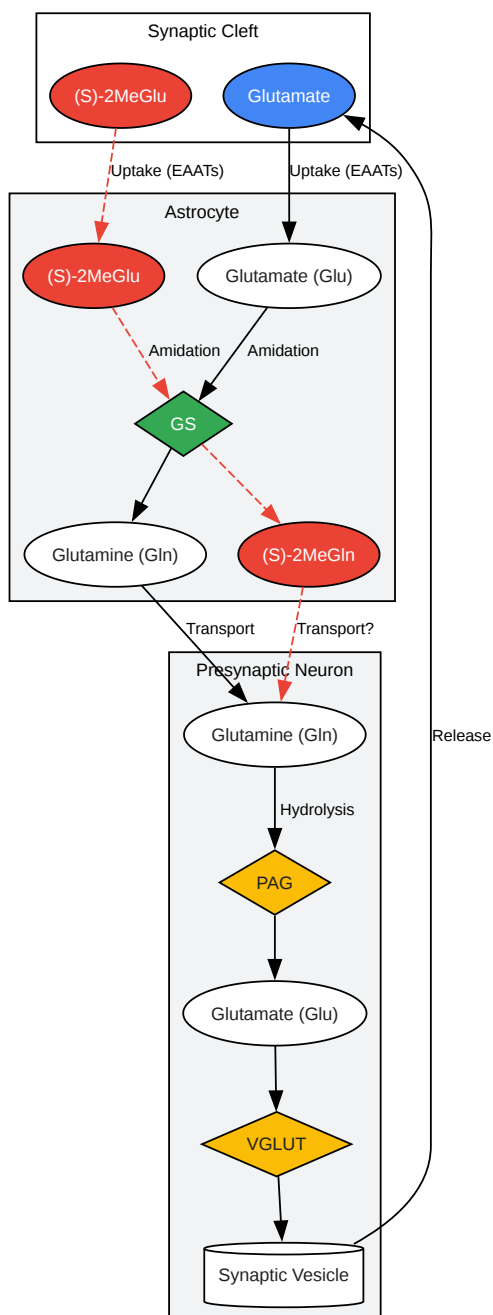 Synaptic Cleft
(S)-2MeGlu
Glutamate
Uptake (EAATs)
Uptake (EAATs)
Astrocyte
(S)-2MeGlu
Glutamate (Glu)
Amidation
Amidation
GS
Glutamine (Gln)
(S)-2MeGln
Transport
Transport?
Presynaptic Neuron
Glutamine (Gln)
Release
Hydrolysis
PAG
Glutamate (Glu)
VGLUT
Synaptic Vesicle